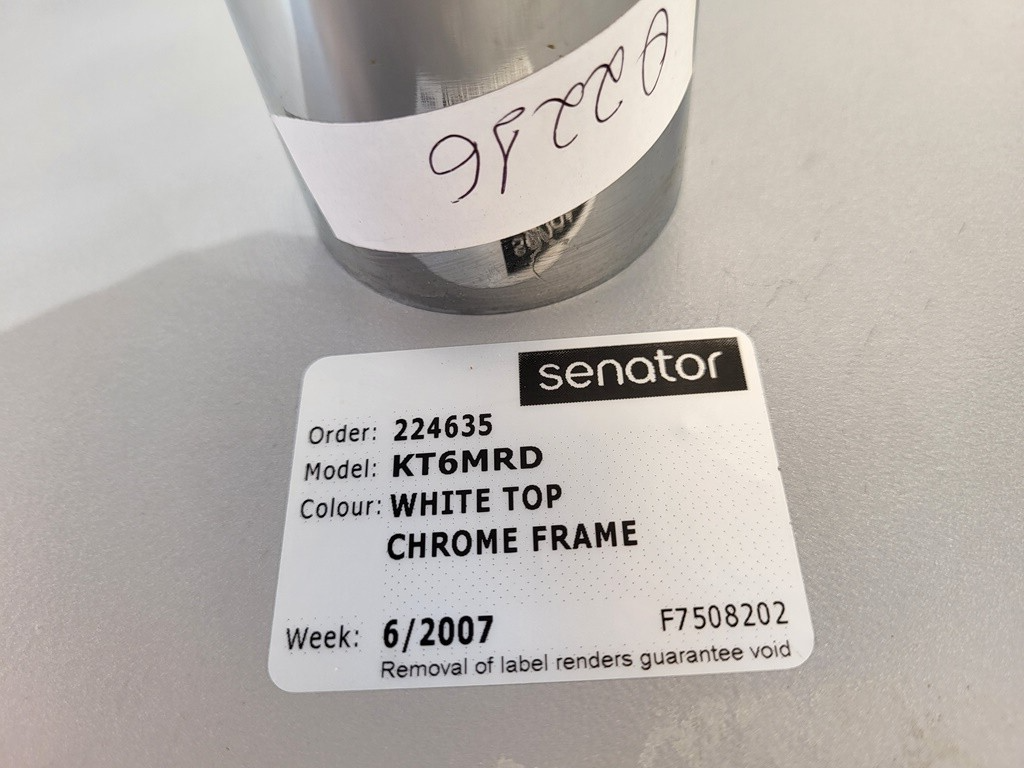 senator
Order: 224635
Model: KT6MRD
Colour: WHITE TOP
CHROME FRAME
Week: 6/2007
F7508202
Removal of label renders guarantee void